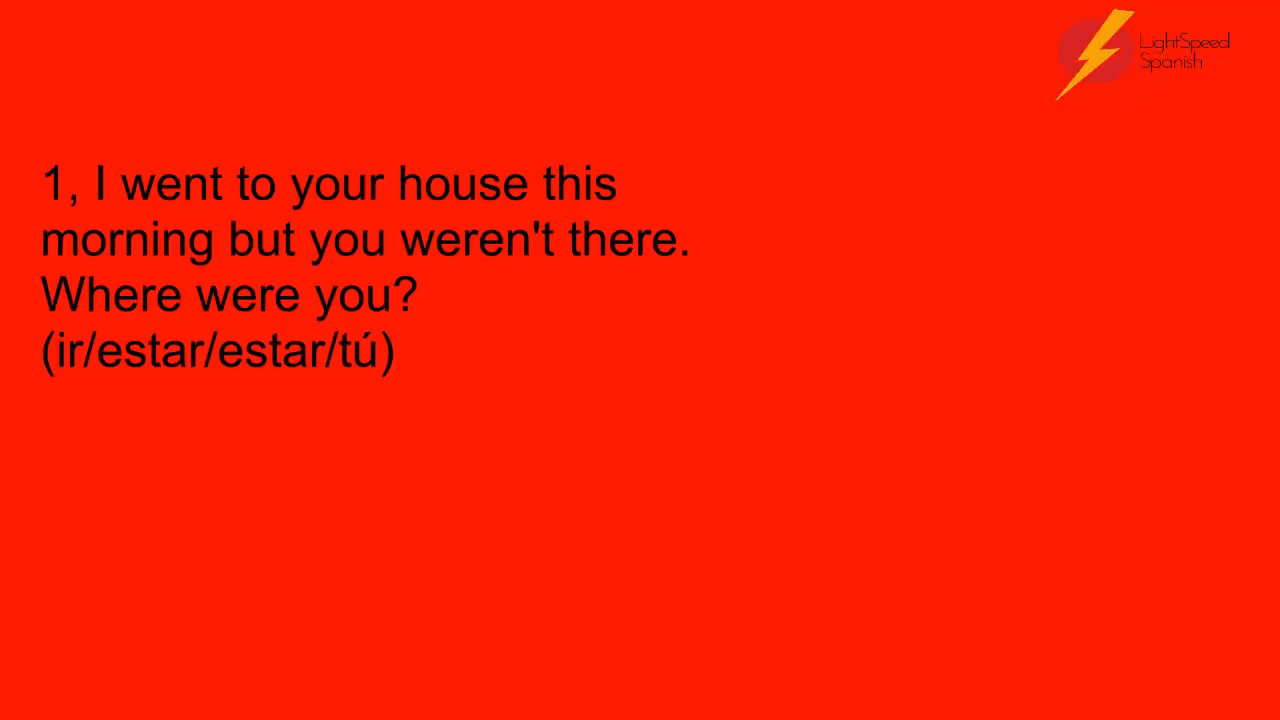 LightSpeed
Spanish
1, I went to your house this
morning but you weren't there.
Where were you?
(ir/estar/estar/tú)